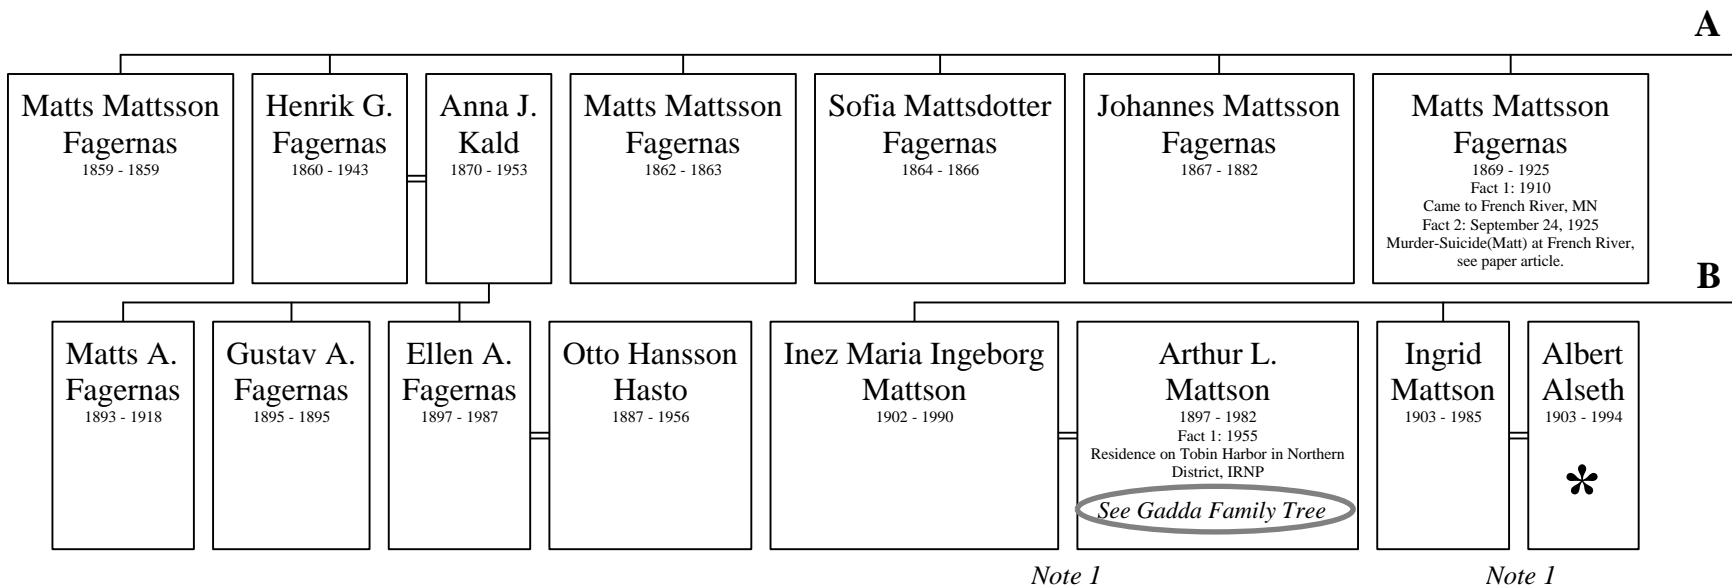 A
Matts Mattsson
Fagernas
1859 - 1859
Henrik G.
Fagernas
1860 - 1943
Anna J.
Kald
1870 - 1953
Matts Mattsson
Fagernas
1862 - 1863
Sofia Mattsdotter
Fagernas
1864 - 1866
Johannes Mattsson
Fagernas
1867 - 1882
Matts Mattsson
Fagernas
1869 - 1925
Fact 1: 1910
Came to French River, MN
Fact 2: September 24, 1925
Murder-Suicide(Matt) at French River,
see paper article.
B
Matts A.
Fagernas
1893 - 1918
Gustav A.
Fagernas
1895 - 1895
Ellen A.
Fagernas
1897 - 1987
Otto Hansson
Hasto
1887 - 1956
Inez Maria Ingeborg
Mattson
1902 - 1990
Arthur L.
Mattson
1897 - 1982
Fact 1: 1955
Residence on Tobin Harbor in Northern
District, IRNP
See Gadda Family Tree
Ingrid
Mattson
1903 - 1985
Albert
Alseth
1903 - 1994
*
Note 1
Note 1